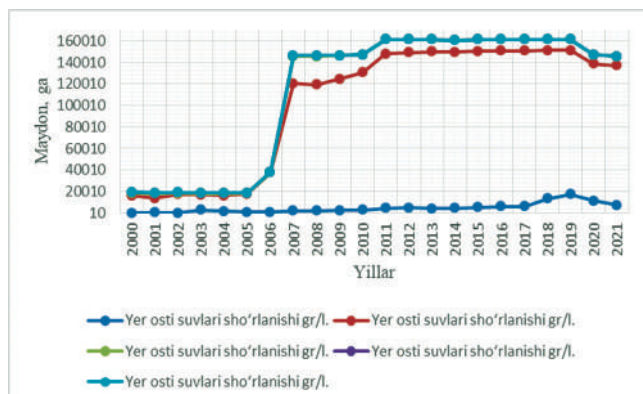 Maydon, ga
160010
140010
120010
100010
80010
60010
40010
20010
10
2000 2001 2002 2003 2004 2005 2006 2007 2008 2009 2010 2011 2012 2013 2014 2015 2016 2017 2018 2019 2020 2021
Yillar
Yer osti suvlari sho‘rlanishi gr/l. Yer osti suvlari sho‘rlanishi gr/l.
Yer osti suvlari sho‘rlanishi gr/l. Yer osti suvlari sho‘rlanishi gr/l.
Yer osti suvlari sho‘rlanishi gr/l.